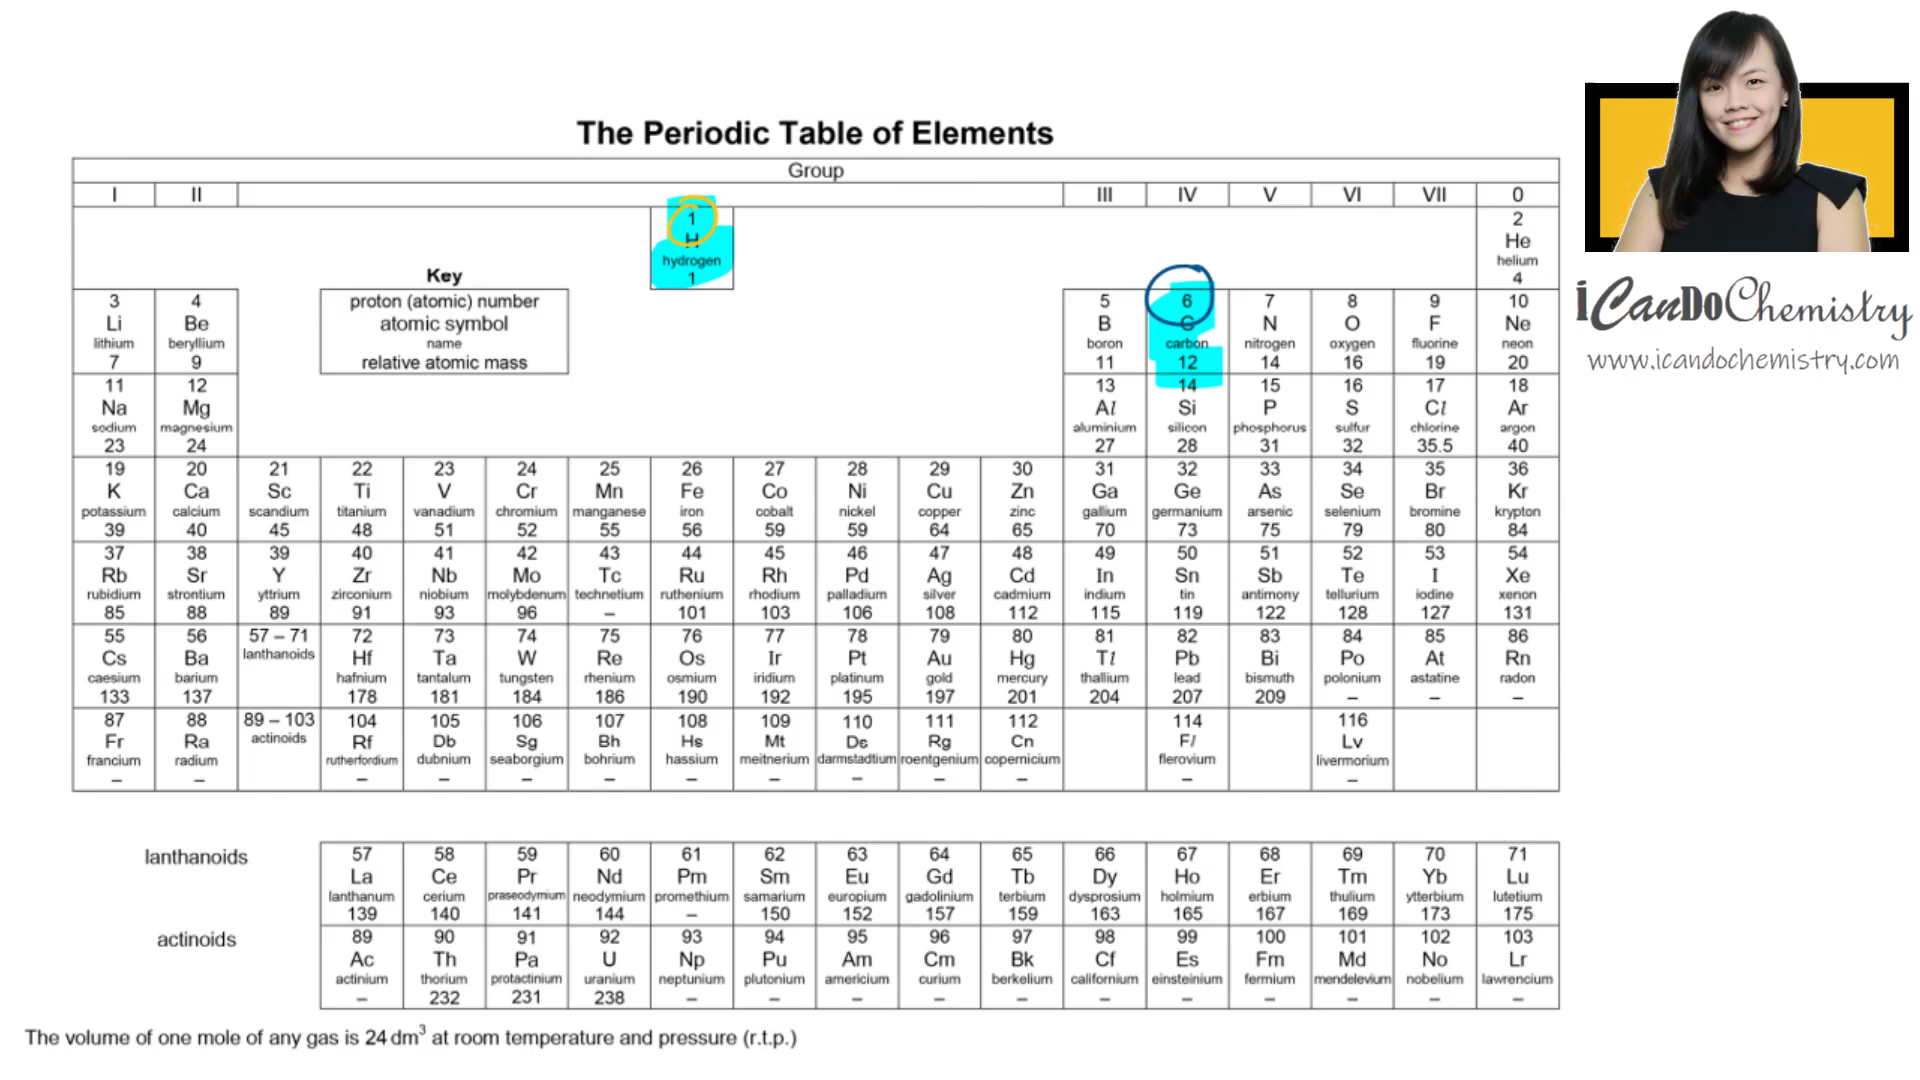 The Periodic Table of Elements
Group
I II III IV V VI VII 0
1 2
H He
hydrogen helium
1 4
Key
proton (atomic) number
atomic symbol
name
relative atomic mass
3 4 5 6 7 8 9 10
Li Be B C N O F Ne
lithium beryllium boron carbon nitrogen oxygen fluorine neon
7 9 11 12 14 16 19 20
11 12 13 14 15 16 17 18
Na Mg Al Si P S Cl Ar
sodium magnesium aluminium silicon phosphorus sulfur chlorine argon
23 24 27 28 31 32 35.5 40
19 20 21 22 23 24 25 26 27 28 29 30 31 32 33 34 35 36
K Ca Sc Ti V Cr Mn Fe Co Ni Cu Zn Ga Ge As Se Br Kr
potassium calcium scandium titanium vanadium chromium manganese iron cobalt nickel copper zinc gallium germanium arsenic selenium bromine krypton
39 40 45 48 51 52 55 56 59 59 64 65 70 73 75 79 80 84
37 38 39 40 41 42 43 44 45 46 47 48 49 50 51 52 53 54
Rb Sr Y Zr Nb Mo Tc Ru Rh Pd Ag Cd In Sn Sb Te I Xe
rubidium strontium yttrium zirconium niobium molybdenum technetium ruthenium rhodium palladium silver cadmium indium tin antimony tellurium iodine xenon
85 88 89 91 93 96 – 101 103 106 108 112 115 119 122 128 127 131
55 56 57 – 71 72 73 74 75 76 77 78 79 80 81 82 83 84 85 86
Cs Ba lanthanoids Hf Ta W Re Os Ir Pt Au Hg Tl Pb Bi Po At Rn
caesium barium hafnium tantalum tungsten rhenium osmium iridium platinum gold mercury thallium lead bismuth polonium astatine radon
133 137 178 181 184 186 190 192 195 197 201 204 207 209 – – –
87 88 89 – 103 104 105 106 107 108 109 110 111 112 114 116
Fr Ra actinoids Rf Db Sg Bh Hs Mt Ds Rg Cn Fl Lv
francium radium rutherfordium dubnium seaborgium bohrium hassium meitnerium darmstadtium roentgenium copernicium flerovium livermorium
– – – – – – – – – – – – –
lanthanoids
57 58 59 60 61 62 63 64 65 66 67 68 69 70 71
La Ce Pr Nd Pm Sm Eu Gd Tb Dy Ho Er Tm Yb Lu
lanthanum cerium praseodymium neodymium promethium samarium europium gadolinium terbium dysprosium holmium erbium thulium ytterbium lutetium
139 140 141 144 – 150 152 157 159 163 165 167 169 173 175
actinoids
89 90 91 92 93 94 95 96 97 98 99 100 101 102 103
Ac Th Pa U Np Pu Am Cm Bk Cf Es Fm Md No Lr
actinium thorium protactinium uranium neptunium plutonium americium curium berkelium californium einsteinium fermium mendelevium nobelium lawrencium
– 232 231 238 – – – – – – – – – – –
The volume of one mole of any gas is 24 dm³ at room temperature and pressure (r.t.p.)
iCanDoChemistry
www.icandochemistry.com